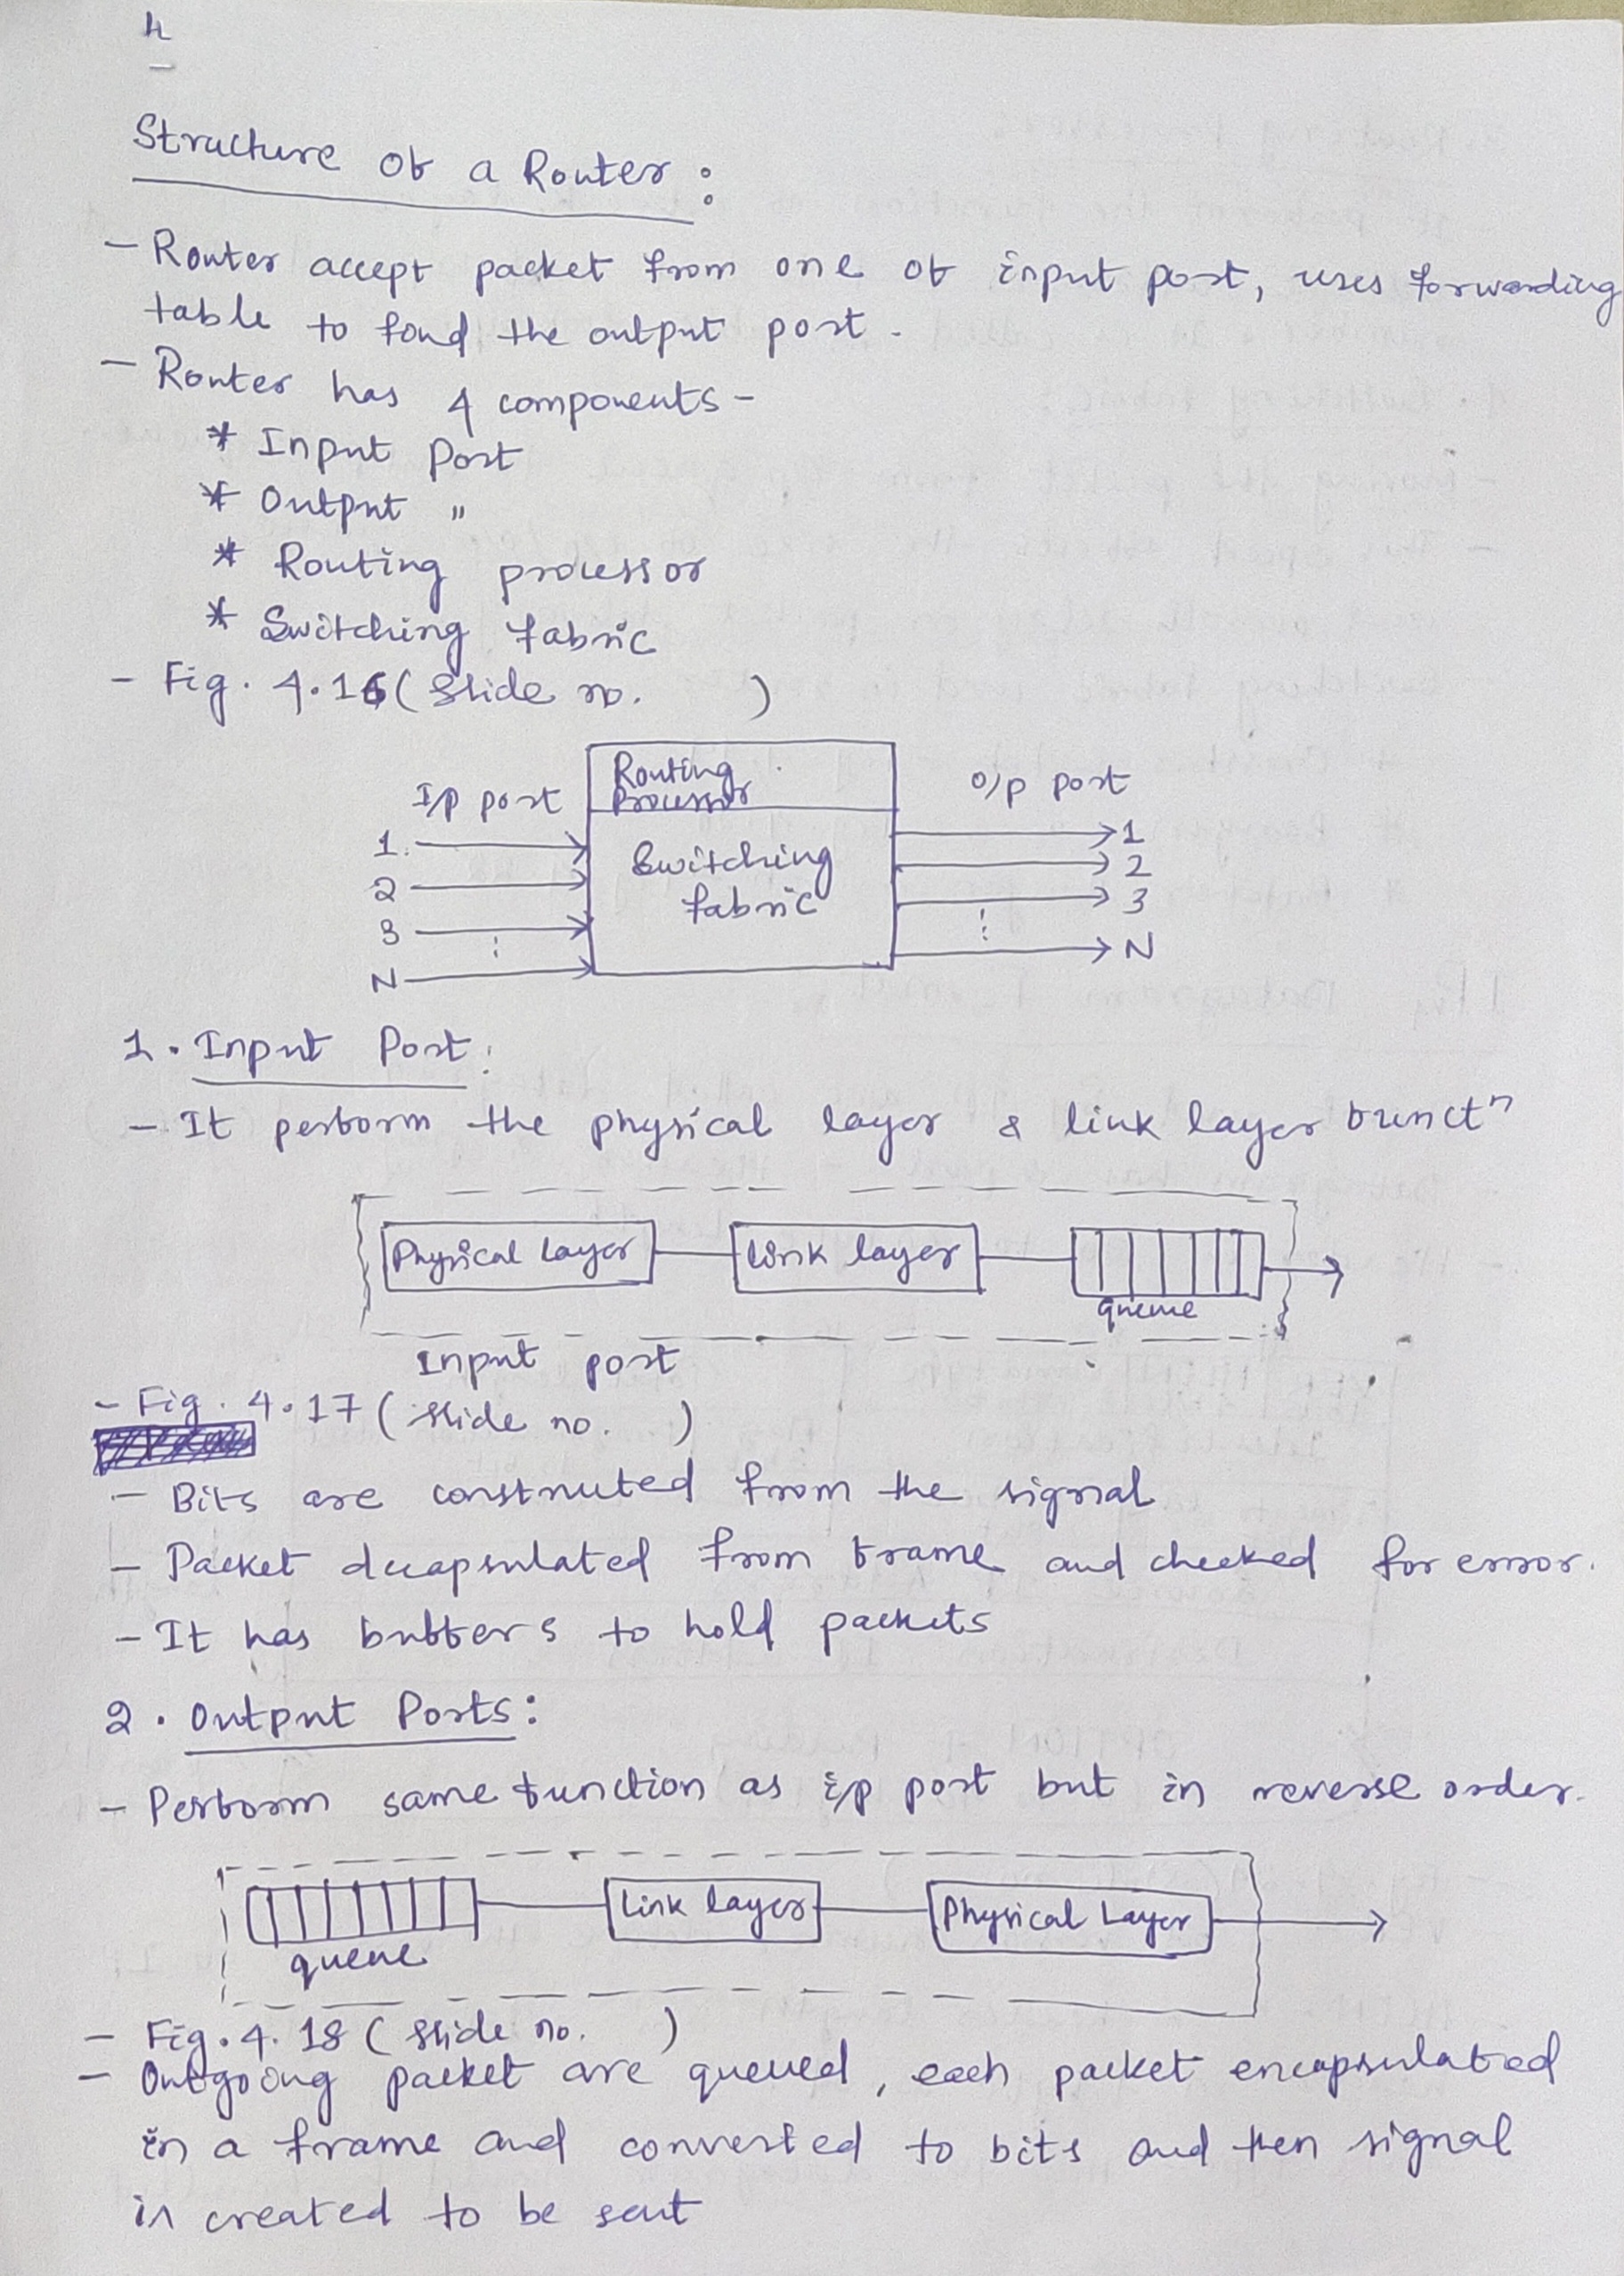 4
Structure of a Router :
- Router accept packet from one of input port, uses forwarding
table to find the output port.
- Router has 4 components -
* Input Port
* Output "
* Routing processor
* Switching fabric
- Fig. 4.16 (Slide no.      )
I/p port
Routing
Processor
O/p port
1.
2
3
⋮
N
Switching
fabric
1
2
3
⋮
N
1. Input Port:
- It perform the physical layer & link layer functⁿ
Physical Layer
Link layer
queue
Input port
- Fig. 4.17 (Slide no.    )
- Bits are construted from the signal
- Packet decapsulated from frame and checked for error.
- It has buffers to hold packets
2. Output Ports:
- Perform same function as i/p port but in reverse order.
queue
Link layer
Physical Layer
- Fig. 4.18 (Slide no.    )
- Outgoing packet are queued, each packet encapsulated
in a frame and converted to bits and then signal
is created to be sent